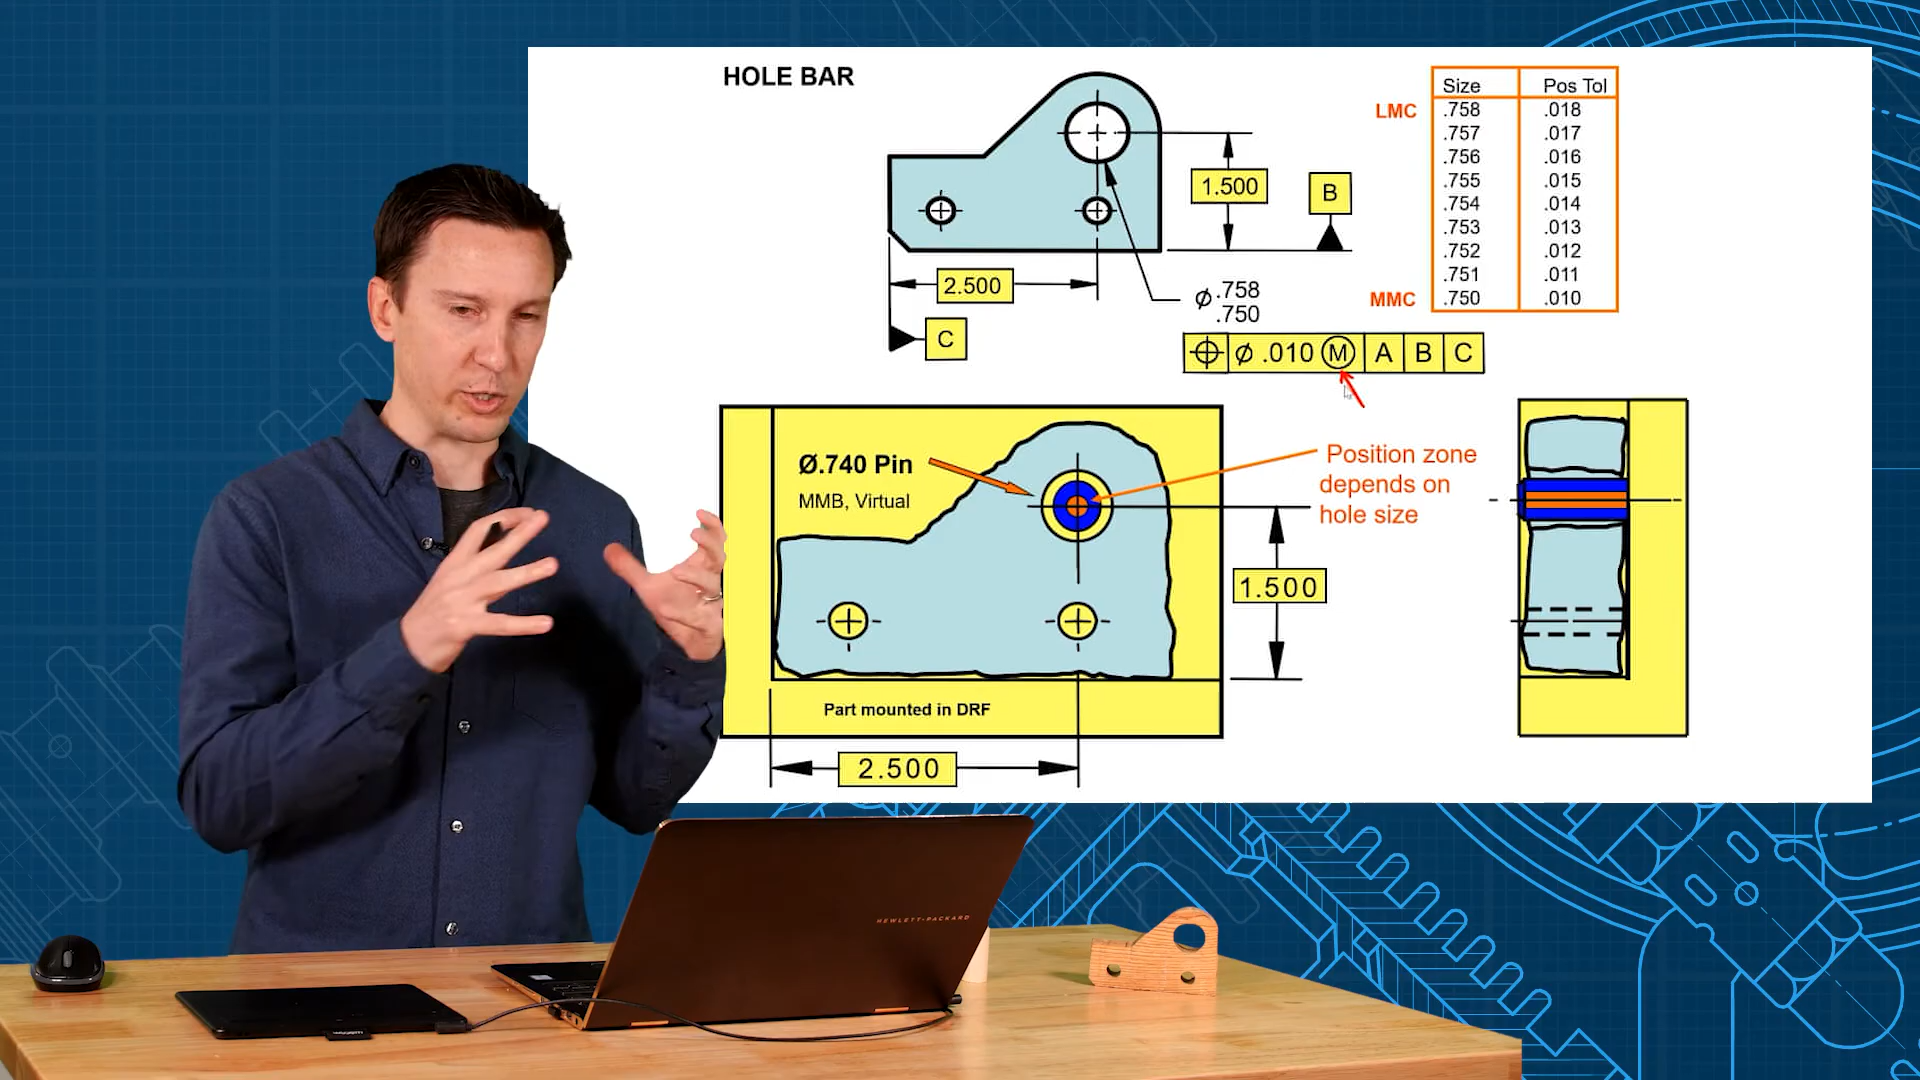 HOLE BAR
Size Pos Tol
LMC .758 .018
.757 .017
.756 .016
.755 .015
.754 .014
.753 .013
.752 .012
.751 .011
MMC .750 .010
1.500
B
2.500
C
Ø .758
.750
⌖ Ø .010 Ⓜ A B C
Ø.740 Pin
MMB, Virtual
Position zone
depends on
hole size
1.500
Part mounted in DRF
2.500
HEWLETT-PACKARD